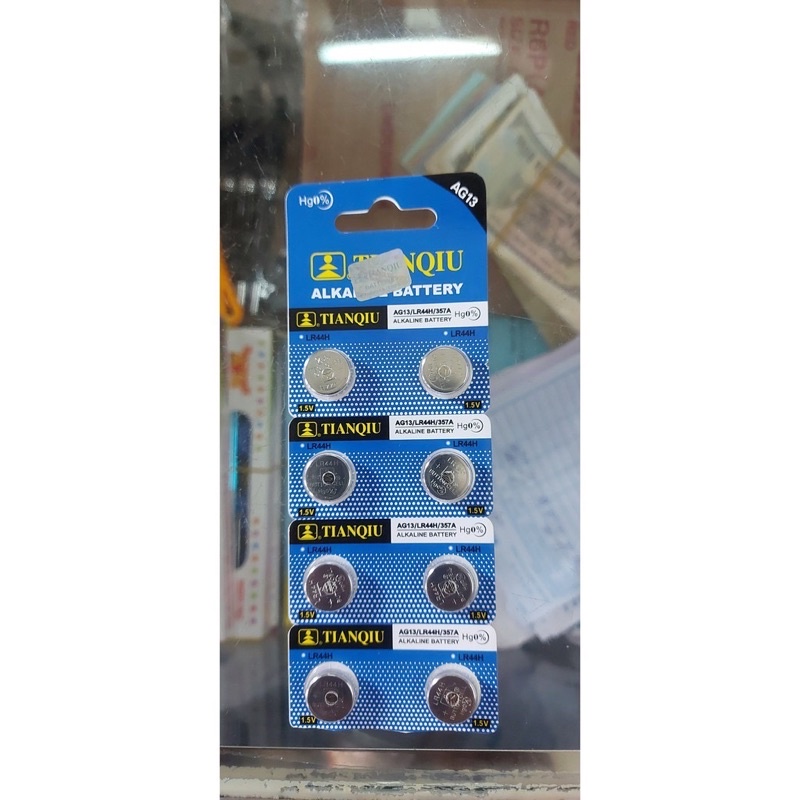 AG13
Hg0%
TIANQIU
ALKALINE BATTERY
TIANQIU AG13/LR44H/357A Hg0%
ALKALINE BATTERY
LR44H LR44H
1.5V 1.5V
TIANQIU AG13/LR44H/357A Hg0%
ALKALINE BATTERY
LR44H LR44H
1.5V 1.5V
TIANQIU AG13/LR44H/357A Hg0%
ALKALINE BATTERY
LR44H LR44H
1.5V 1.5V
TIANQIU AG13/LR44H/357A Hg0%
ALKALINE BATTERY
LR44H LR44H
1.5V 1.5V